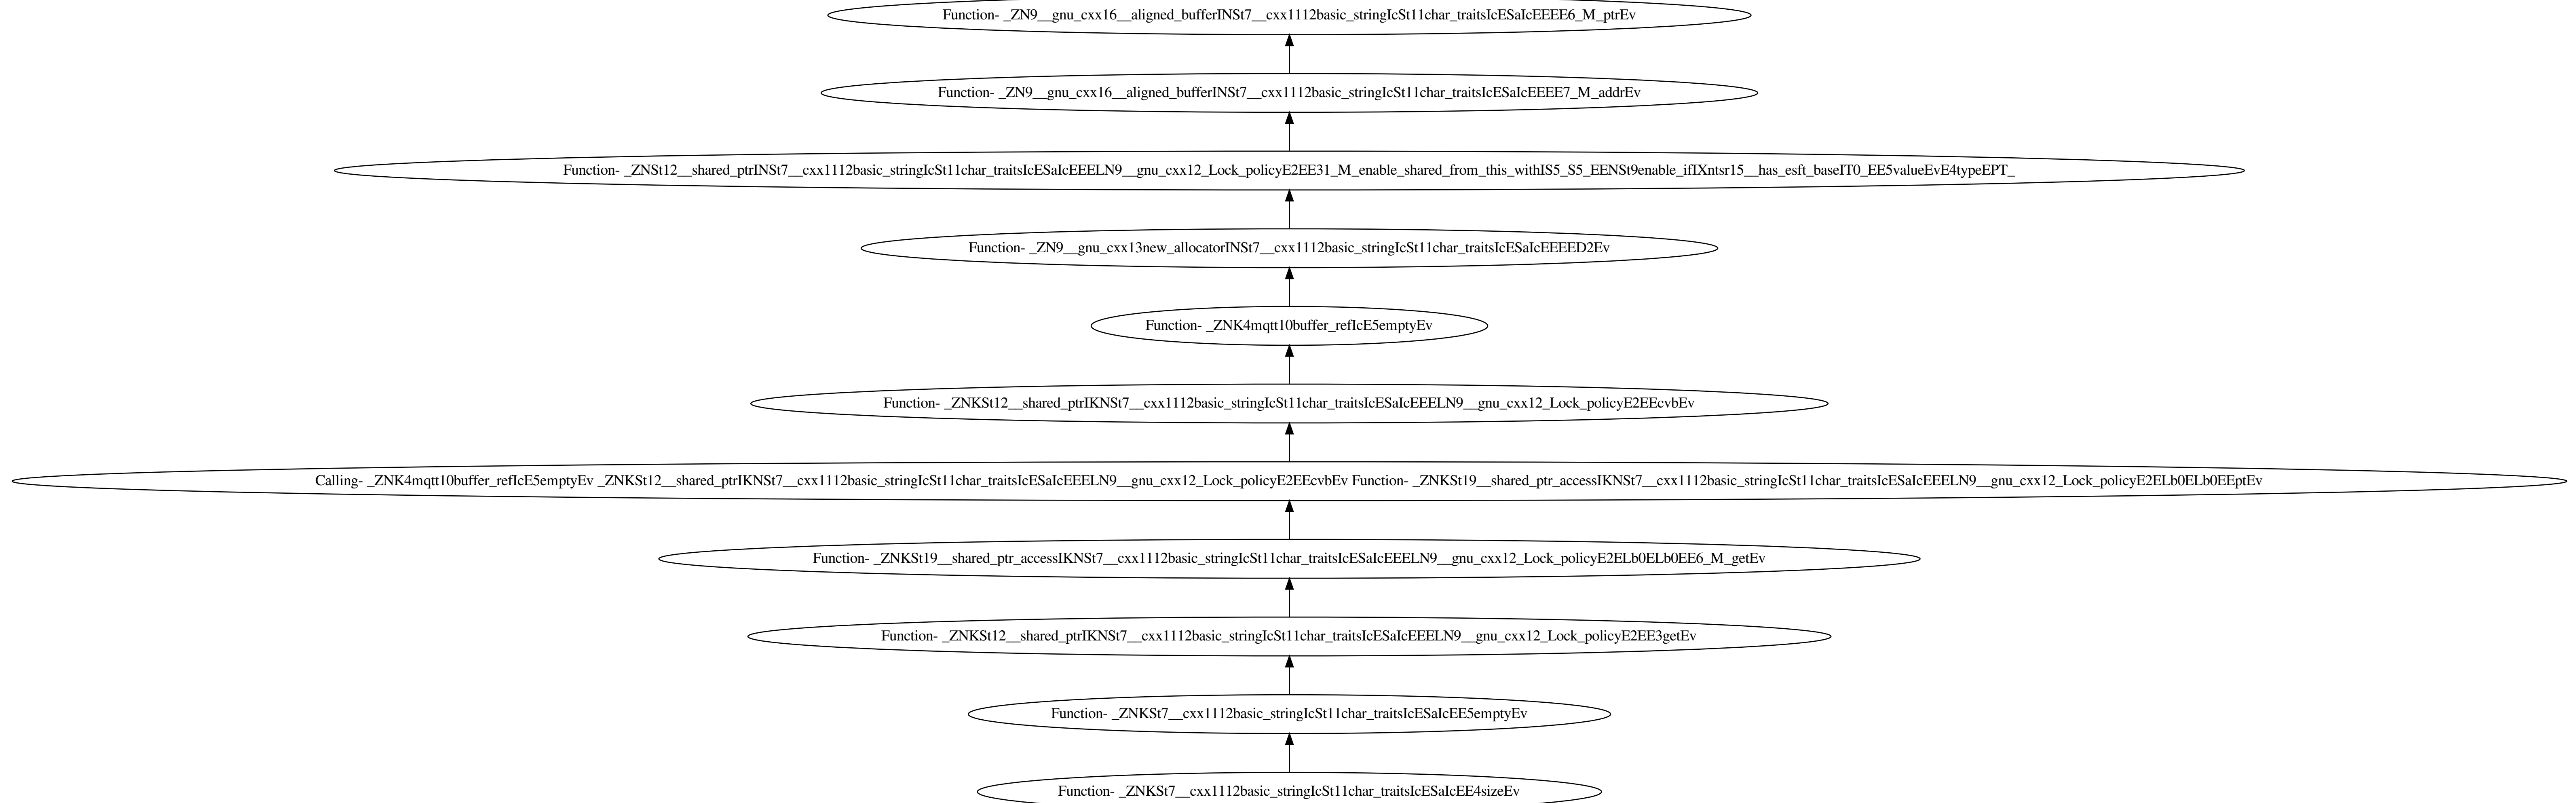 Function- _ZN9__gnu_cxx16__aligned_bufferINSt7__cxx1112basic_stringIcSt11char_traitsIcESaIcEEEE6_M_ptrEv
Function- _ZN9__gnu_cxx16__aligned_bufferINSt7__cxx1112basic_stringIcSt11char_traitsIcESaIcEEEE7_M_addrEv
Function- _ZNSt12__shared_ptrINSt7__cxx1112basic_stringIcSt11char_traitsIcESaIcEEELN9__gnu_cxx12_Lock_policyE2EE31_M_enable_shared_from_this_withIS5_S5_EENSt9enable_ifIXntsr15__has_esft_baseIT0_EE5valueEvE4typeEPT_
Function- _ZN9__gnu_cxx13new_allocatorINSt7__cxx1112basic_stringIcSt11char_traitsIcESaIcEEEED2Ev
Function- _ZNK4mqtt10buffer_refIcE5emptyEv
Function- _ZNKSt12__shared_ptrIKNSt7__cxx1112basic_stringIcSt11char_traitsIcESaIcEEELN9__gnu_cxx12_Lock_policyE2EEcvbEv
Calling- _ZNK4mqtt10buffer_refIcE5emptyEv _ZNKSt12__shared_ptrIKNSt7__cxx1112basic_stringIcSt11char_traitsIcESaIcEEELN9__gnu_cxx12_Lock_policyE2EEcvbEv Function- _ZNKSt19__shared_ptr_accessIKNSt7__cxx1112basic_stringIcSt11char_traitsIcESaIcEEELN9__gnu_cxx12_Lock_policyE2ELb0ELb0EEptEv
Function- _ZNKSt19__shared_ptr_accessIKNSt7__cxx1112basic_stringIcSt11char_traitsIcESaIcEEELN9__gnu_cxx12_Lock_policyE2ELb0ELb0EE6_M_getEv
Function- _ZNKSt12__shared_ptrIKNSt7__cxx1112basic_stringIcSt11char_traitsIcESaIcEEELN9__gnu_cxx12_Lock_policyE2EE3getEv
Function- _ZNKSt7__cxx1112basic_stringIcSt11char_traitsIcESaIcEE5emptyEv
Function- _ZNKSt7__cxx1112basic_stringIcSt11char_traitsIcESaIcEE4sizeEv